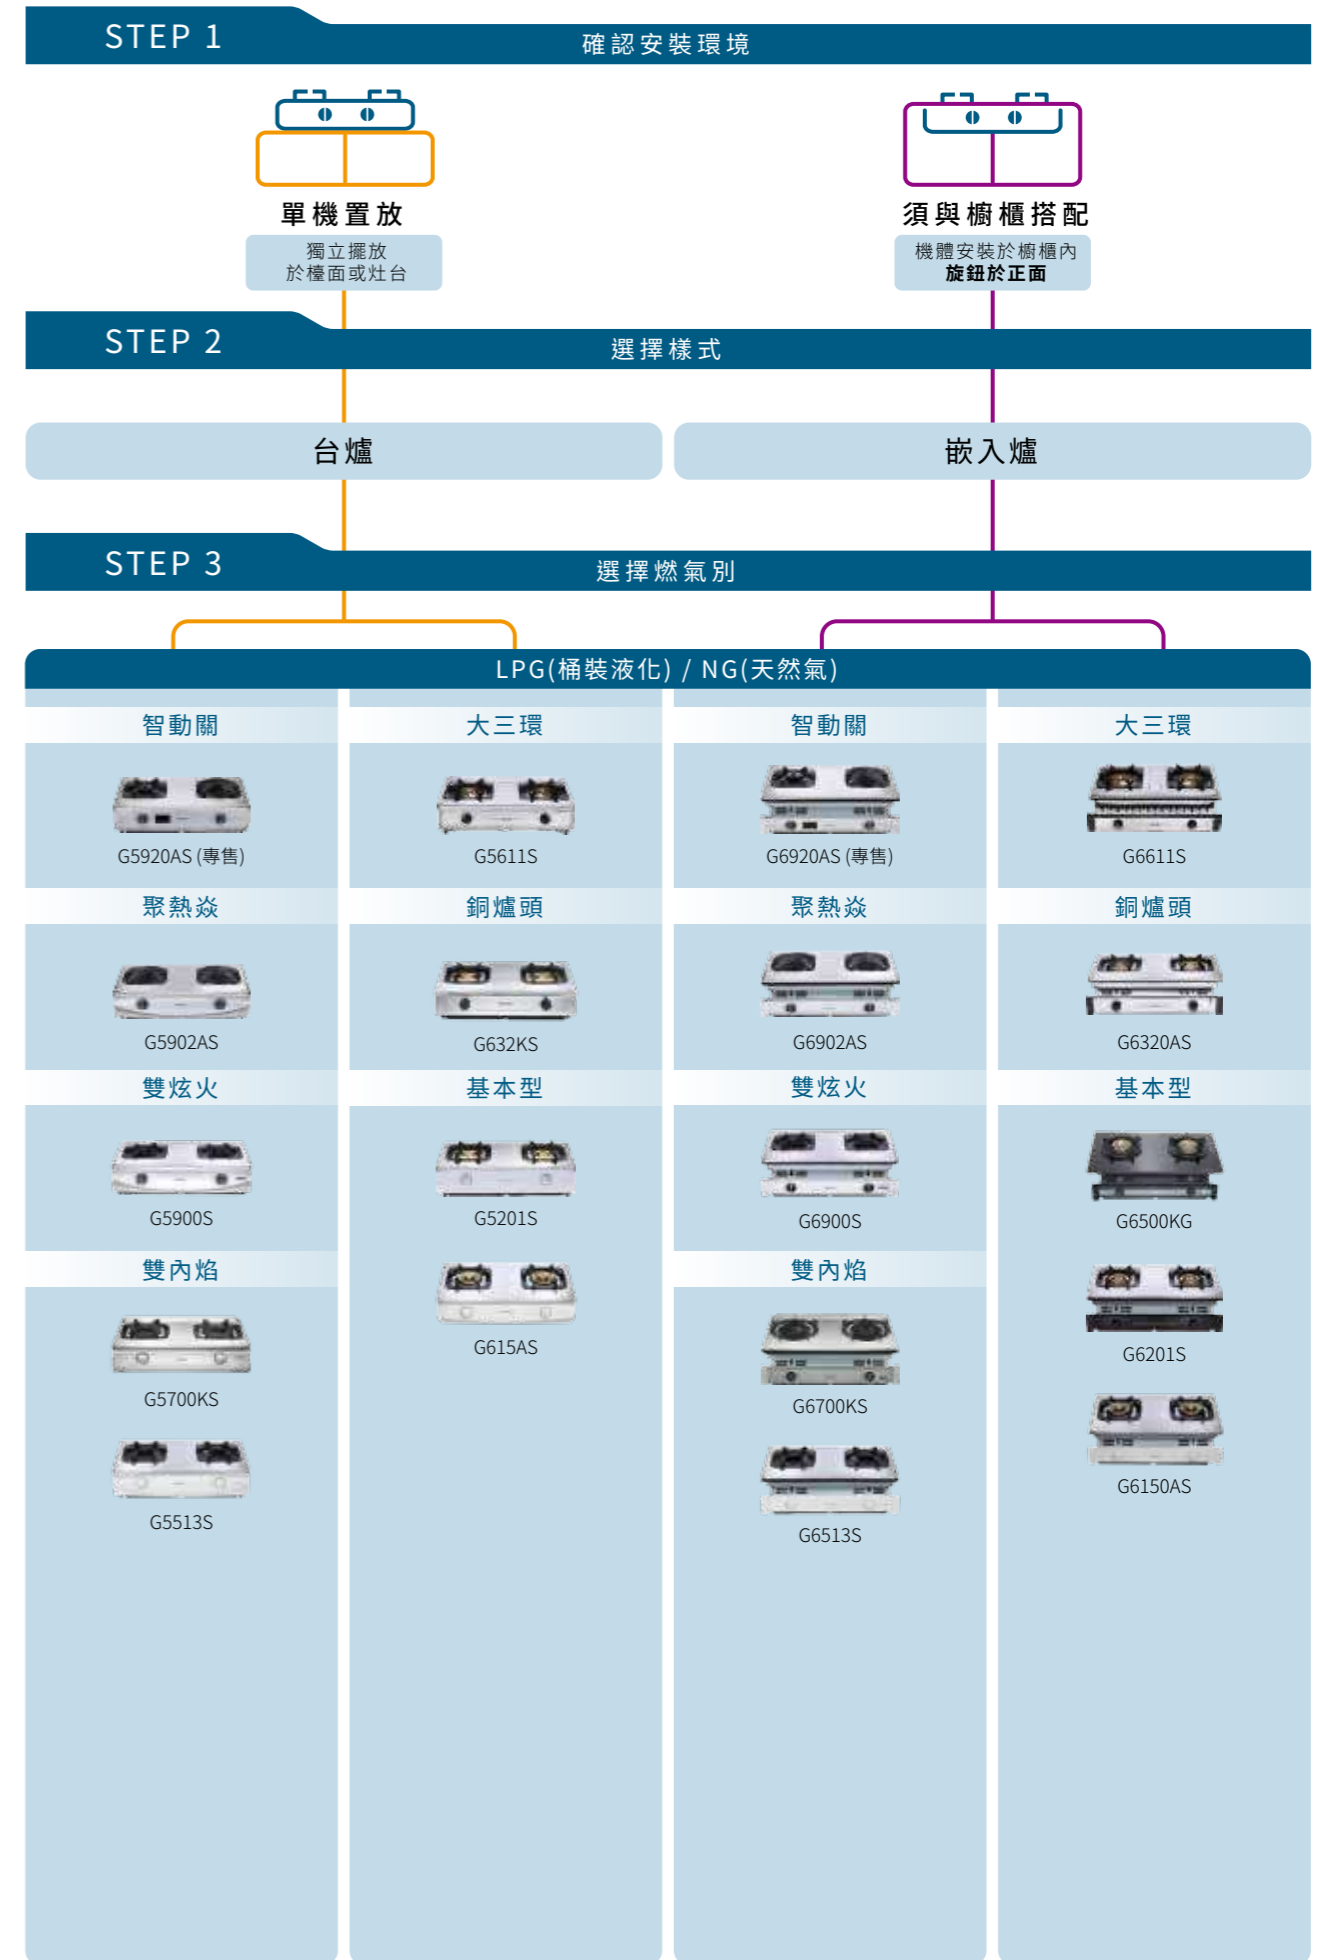 STEP 1
確認安裝環境
單機置放
獨立擺放
於檯面或灶台
須與櫥櫃搭配
機體安裝於櫥櫃內
旋鈕於正面
STEP 2
選擇樣式
台爐
嵌入爐
STEP 3
選擇燃氣別
LPG(桶裝液化) / NG(天然氣)
智動關
G5920AS (專售)
聚熱焱
G5902AS
雙炫火
G5900S
雙內焰
G5700KS
G5513S
大三環
G5611S
銅爐頭
G632KS
基本型
G5201S
G615AS
智動關
G6920AS (專售)
聚熱焱
G6902AS
雙炫火
G6900S
雙內焰
G6700KS
G6513S
大三環
G6611S
銅爐頭
G6320AS
基本型
G6500KG
G6201S
G6150AS